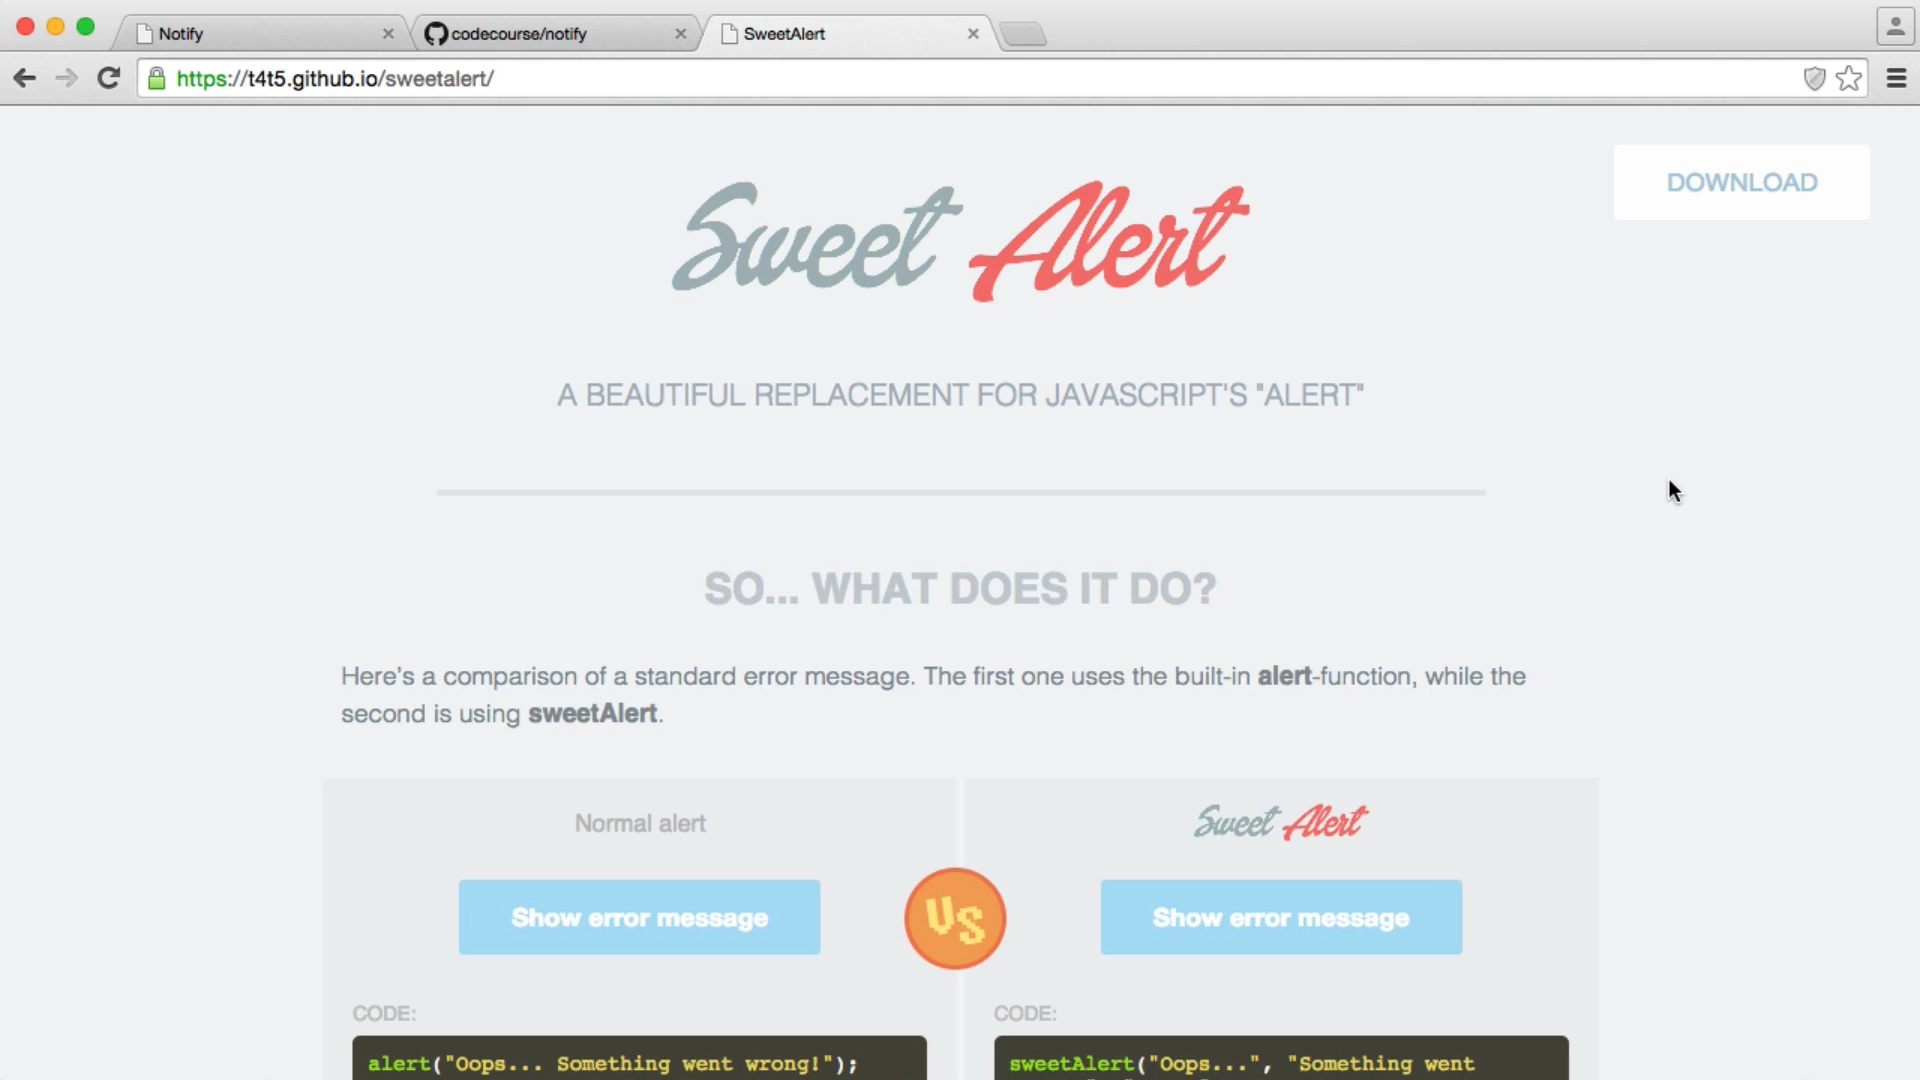 Notify
codecourse/notify
SweetAlert
https://t4t5.github.io/sweetalert/
DOWNLOAD
Sweet Alert
A BEAUTIFUL REPLACEMENT FOR JAVASCRIPT'S "ALERT"
SO... WHAT DOES IT DO?
Here's a comparison of a standard error message. The first one uses the built-in alert-function, while the
second is using sweetAlert.
Normal alert
Sweet Alert
Show error message
VS
Show error message
CODE:
CODE:
alert("Oops... Something went wrong!");
sweetAlert("Oops...", "Something went